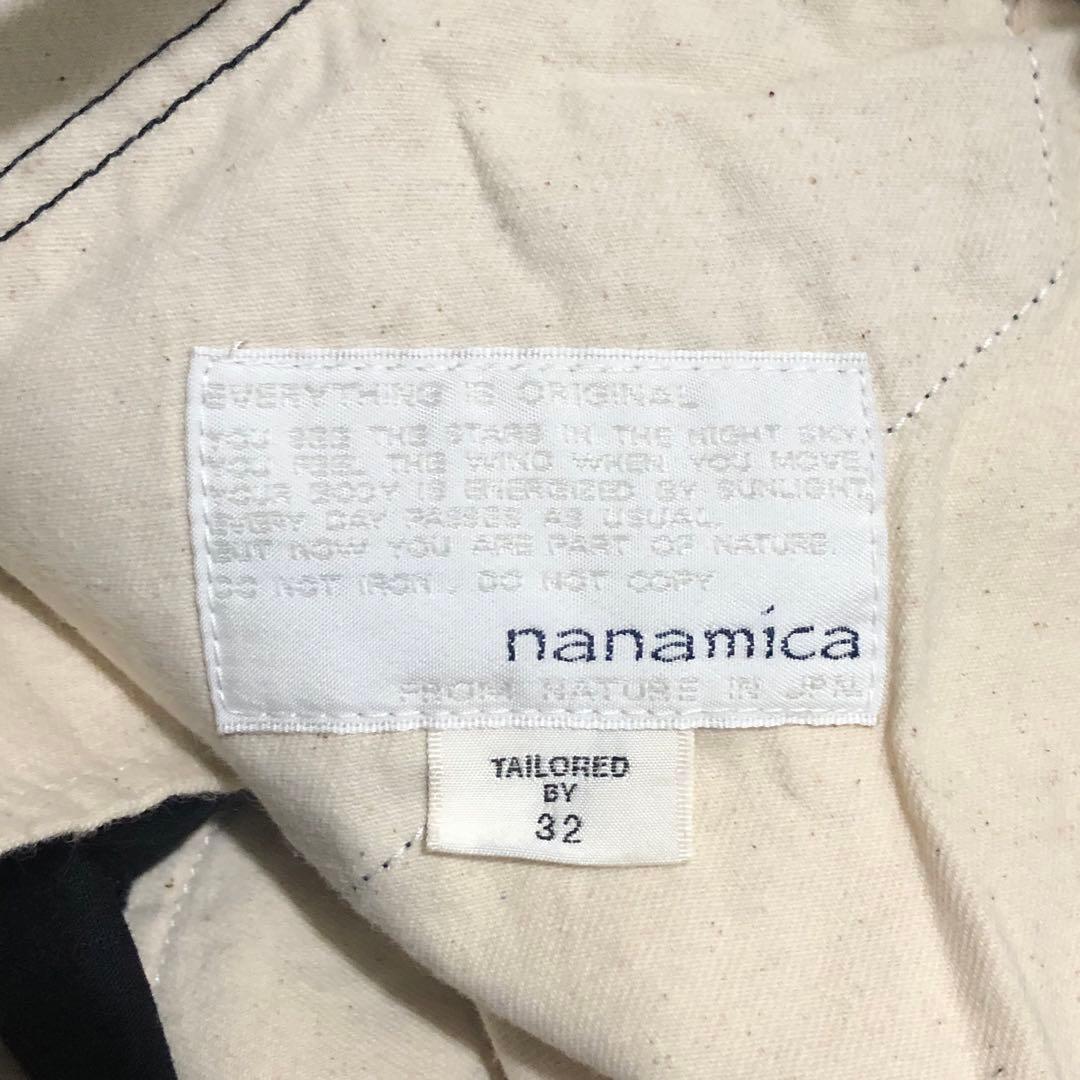 EVERYTHING IS ORIGINAL
YOU SEE THE STARS IN THE NIGHT SKY.
YOU FEEL THE WIND WHEN YOU MOVE.
YOUR BODY IS ENERGIZED BY SUNLIGHT.
EVERY DAY PASSES AS USUAL.
BUT NOW YOU ARE PART OF NATURE.
DO NOT IRON . DO NOT COPY
nanamica
FROM NATURE IN JPN.
TAILORED
BY
32